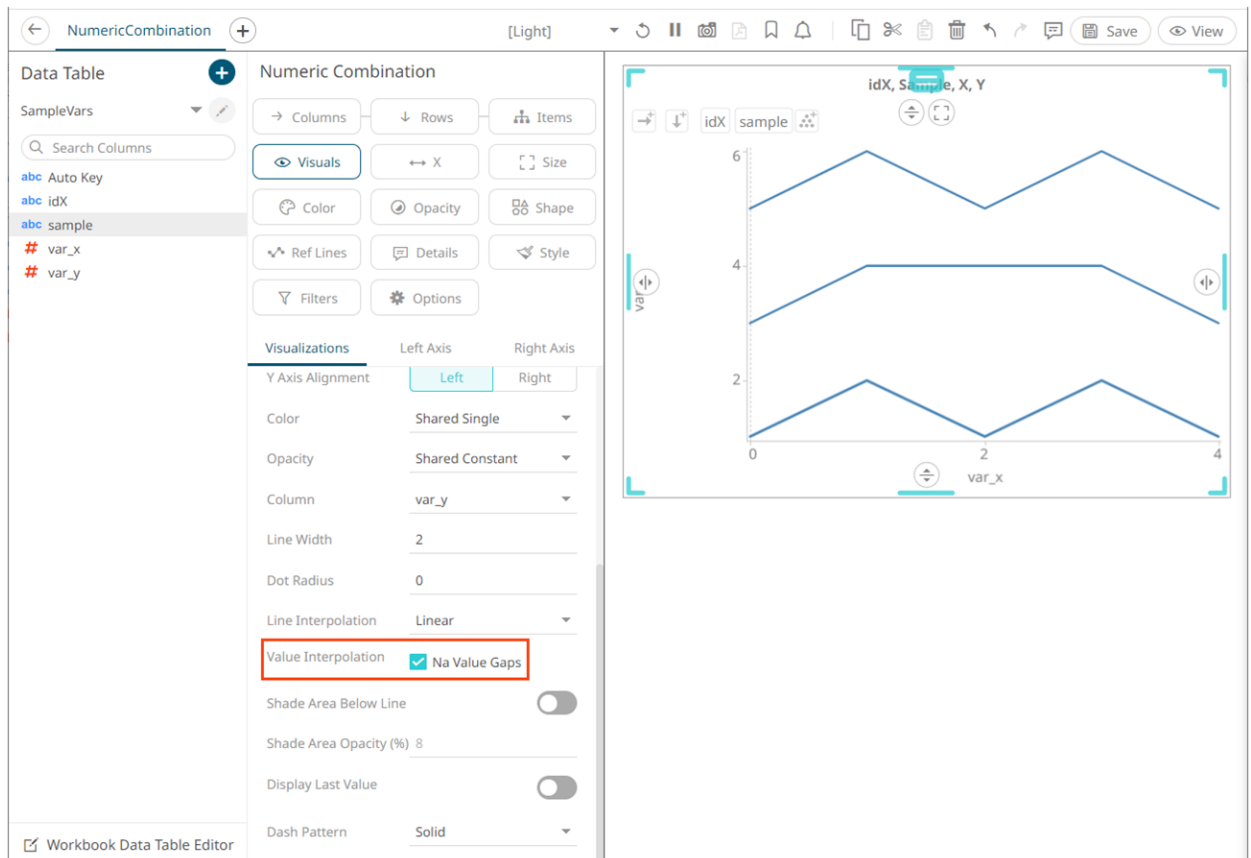 NumericCombination
[Light]
Save
View
Data Table
SampleVars
Search Columns
abc Auto Key
abc idX
abc sample
# var_x
# var_y
Workbook Data Table Editor
Numeric Combination
Columns
Rows
Items
Visuals
X
Size
Color
Opacity
Shape
Ref Lines
Details
Style
Filters
Options
Visualizations
Left Axis
Right Axis
Y Axis Alignment Left Right
Color Shared Single
Opacity Shared Constant
Column var_y
Line Width 2
Dot Radius 0
Line Interpolation Linear
Value Interpolation Na Value Gaps
Shade Area Below Line
Shade Area Opacity (%) 8
Display Last Value
Dash Pattern Solid
idX, Sample, X, Y
idX sample
6
4
2
var
0 2 4
var_x